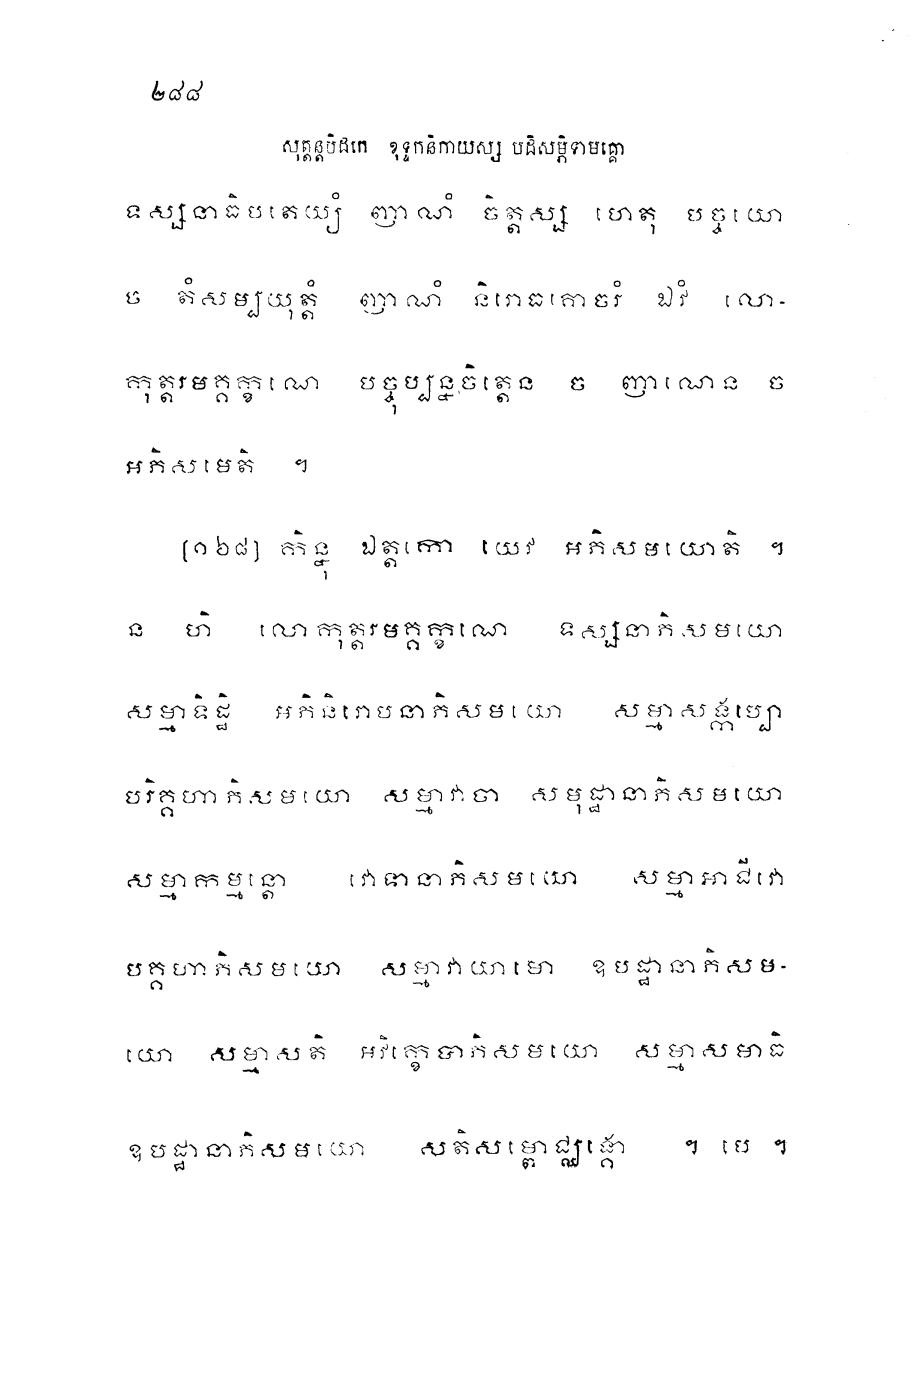 ២៨៨
សុត្តន្តបិដកេ ខុទ្ទកនិកាយស្ស បដិសម្ភិទាមគ្គោ
ទស្សនាធិបតេយ្យំ ញាណំ ចិត្តស្ស ហេតុ បច្ចយោ
ច តំសម្បយុត្តំ ញាណំ និរោធគោចរំ ឯវំ លោ-
កុត្តរមគ្គក្ខណេ បច្ចុប្បន្នចិត្តេន ច ញាណេន ច
អភិសមេតិ ។
[១៦៨] កិន្នុ ឯត្តកោ យេវ អភិសមយោតិ ។
ន ហិ លោកុត្តរមគ្គក្ខណេ ទស្សនាភិសមយោ
សម្មាទិដ្ឋិ អភិនិរោបនាភិសមយោ សម្មាសង្កប្បោ
បរិគ្គហាភិសមយោ សម្មាវាចា សមុដ្ឋានាភិសមយោ
សម្មាកម្មន្តោ វោទានាភិសមយោ សម្មាអាជីវោ
បគ្គហាភិសមយោ សម្មាវាយាមោ ឧបដ្ឋានាភិសម-
យោ សម្មាសតិ អវិក្ខេបាភិសមយោ សម្មាសមាធិ
ឧបដ្ឋានាភិសមយោ សតិសម្ពោជ្ឈង្គោ ។ បេ ។